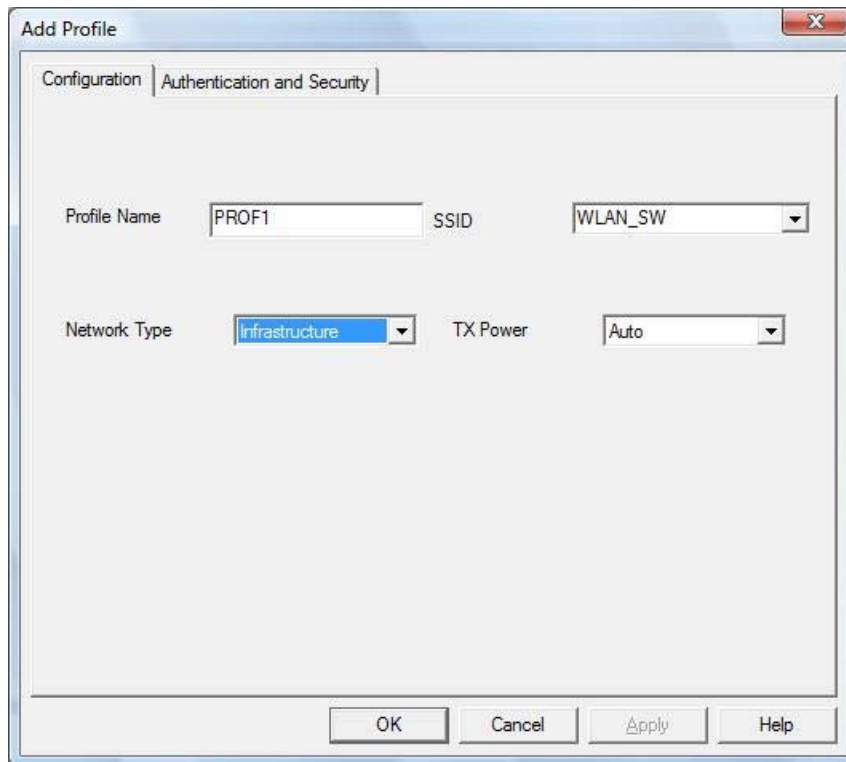 Add Profile
Configuration Authentication and Security
Profile Name PROF1 SSID WLAN_SW
Network Type Infrastructure TX Power Auto
OK Cancel Apply Help